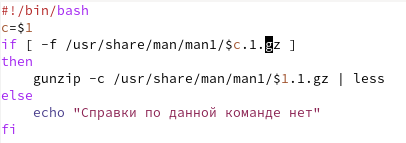 #!/bin/bash
c=$1
if [ -f /usr/share/man/man1/$c.1.gz ]
then
    gunzip -c /usr/share/man/man1/$1.1.gz | less
else
    echo "Справки по данной команде нет"
fi